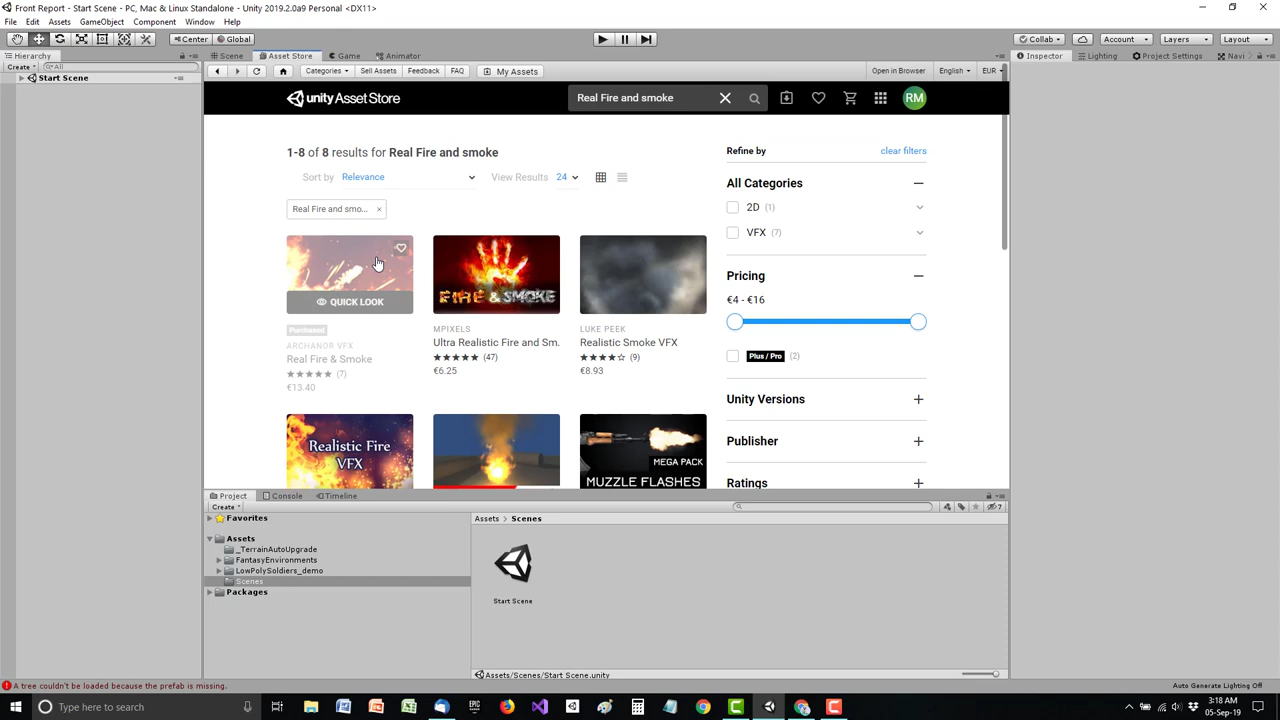 Front Report - Start Scene - PC, Mac & Linux Standalone - Unity 2019.2.0a9 Personal <DX11>
File Edit Assets GameObject Component Window Help
Center Global Collab Account Layers Layout
Hierarchy Scene Asset Store Game Animator Inspector Lighting Project Settings Navi
Create All
Start Scene
Categories Sell Assets Feedback FAQ My Assets Open in Browser English EUR
unity Asset Store Real Fire and smoke RM
1-8 of 8 results for Real Fire and smoke
Sort by Relevance View Results 24
Real Fire and smo... ×
Refine by clear filters
All Categories
2D (1)
VFX (7)
Pricing
€4 - €16
Plus / Pro (2)
Unity Versions
Publisher
Ratings
QUICK LOOK
Purchased
ARCHANOR VFX
Real Fire & Smoke
(7)
€13.40
FIRE & SMOKE
MPIXELS
Ultra Realistic Fire and Sm...
(47)
€6.25
LUKE PEEK
Realistic Smoke VFX
(9)
€8.93
Realistic Fire
VFX
MEGA PACK
MUZZLE FLASHES
Project Console Timeline
Create
7
Favorites
Assets
_TerrainAutoUpgrade
FantasyEnvironments
LowPolySoldiers_demo
Scenes
Packages
Assets > Scenes
Start Scene
Assets/Scenes/Start Scene.unity
A tree couldn't be loaded because the prefab is missing.
Auto Generate Lighting Off
Type here to search
3:18 AM
05-Sep-19